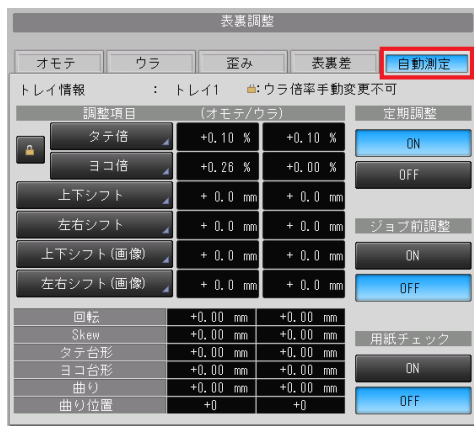 表裏調整
オモテ ウラ 歪み 表裏差 自動測定
トレイ情報 : トレイ1 🔒:ウラ倍率手動変更不可
調整項目 (オモテ/ウラ) 定期調整
タテ倍 +0.10 % +0.10 % ON
ヨコ倍 +0.26 % +0.00 % OFF
上下シフト + 0.0 mm + 0.0 mm
左右シフト + 0.0 mm + 0.0 mm ジョブ前調整
上下シフト(画像) + 0.0 mm + 0.0 mm ON
左右シフト(画像) + 0.0 mm + 0.0 mm OFF
回転 +0.00 mm +0.00 mm
Skew +0.00 mm +0.00 mm 用紙チェック
タテ台形 +0.00 mm +0.00 mm
ヨコ台形 +0.00 mm +0.00 mm ON
曲り +0.00 mm +0.00 mm
曲り位置 +0 +0 OFF